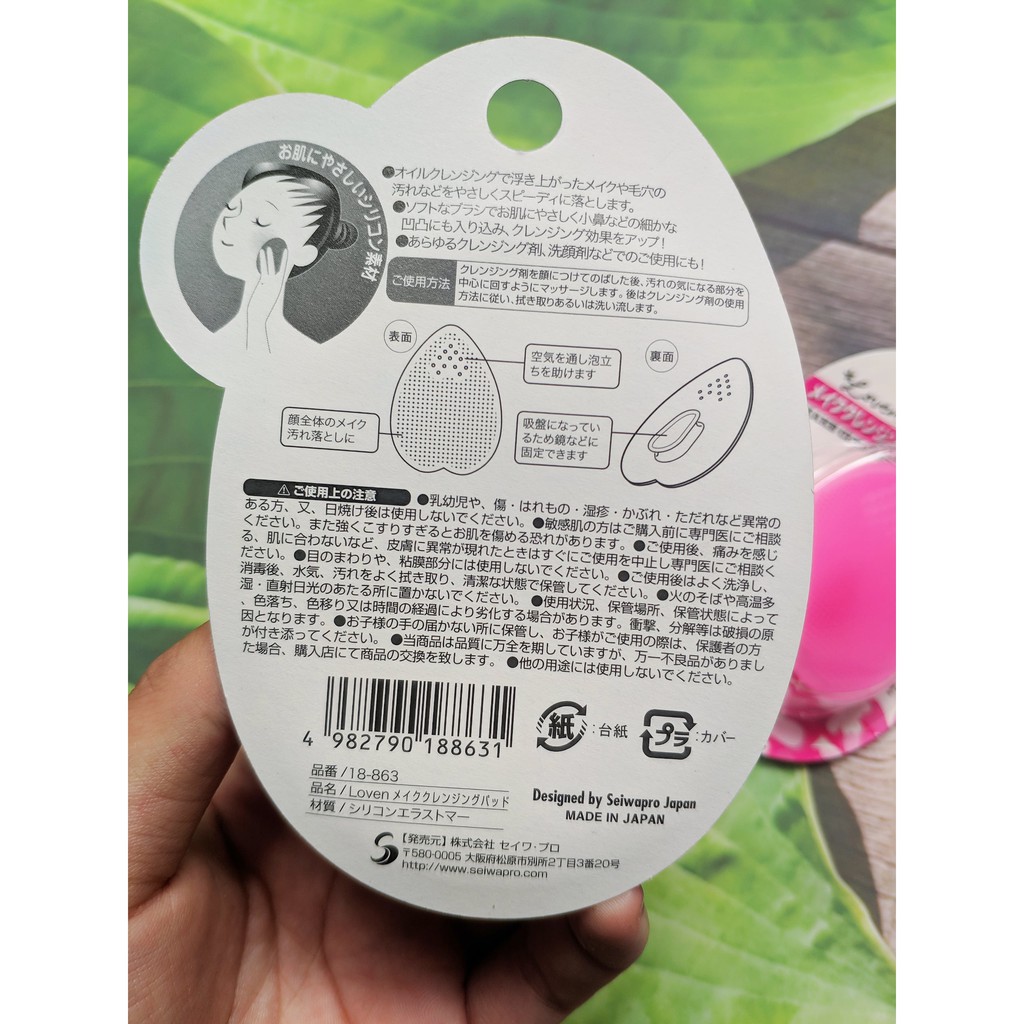 お肌にやさしいシリコン素材
●オイルクレンジングで浮き上がったメイクや毛穴の
汚れなどをやさしくスピーディに落とします。
●ソフトなブラシでお肌にやさしく小鼻などの細かな
凹凸にも入り込み、クレンジング効果をアップ!
●あらゆるクレンジング剤、洗顔剤などでのご使用にも!
ご使用方法
クレンジング剤を顔につけてのばした後、汚れの気になる部分を
中心に回すようにマッサージします。後はクレンジング剤の使用
方法に従い、拭き取りあるいは洗い流します。
表面
空気を通し泡立
ちを助けます
裏面
顔全体のメイク
汚れ落としに
吸盤になってい
るため鏡などに
固定できます
⚠ご使用上の注意 ●乳幼児や、傷・はれもの・湿疹・かぶれ・ただれなど異常の
ある方、又、日焼け後は使用しないでください。●敏感肌の方はご購入前に専門医にご相談
ください。また強くこすりすぎるとお肌を傷める恐れがあります。●ご使用後、痛みを感じ
る、肌に合わないなど、皮膚に異常が現れたときはすぐにご使用を中止し専門医にご相談く
ださい。●目のまわりや、粘膜部分には使用しないでください。●ご使用後はよく洗浄し、
消毒後、水気、汚れをよく拭き取り、清潔な状態で保管してください。●火のそばや高温多
湿・直射日光のあたる所に置かないでください。●使用状況、保管場所、保管状態によって
、色落ち、色移り又は時間の経過により劣化する場合があります。衝撃、分解等は破損の原
因となります。●お子様の手の届かない所に保管し、お子様がご使用の際は、保護者の方
が付き添ってください。●当商品は品質に万全を期していますが、万一不良品がありまし
た場合、購入店にて商品の交換を致します。●他の用途には使用しないでください。
4 982790 188631
紙:台紙
プラ:カバー
品番/18-863
品名/Loven メイククレンジングパッド
材質/シリコンエラストマー
Designed by Seiwapro Japan
MADE IN JAPAN
【発売元】株式会社 セイワ・プロ
〒580-0005 大阪府松原市別所2丁目3番20号
http://www.seiwapro.com
Loven
メイククレンジン